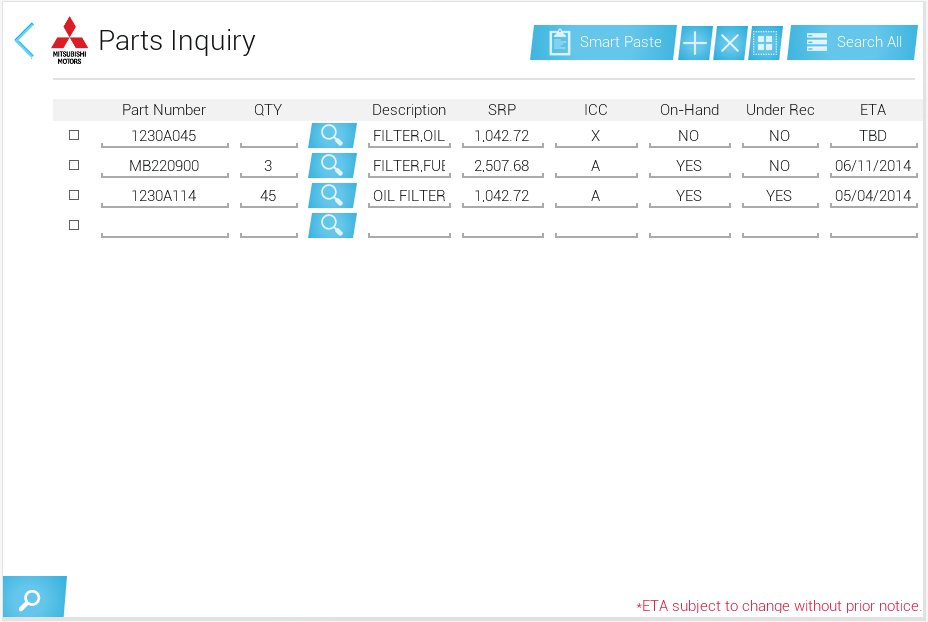 MITSUBISHI
MOTORS
Parts Inquiry
Smart Paste
Search All
Part Number QTY Description SRP ICC On-Hand Under Rec ETA
1230A045 FILTER,OIL 1,042.72 X NO NO TBD
MB220900 3 FILTER,FUE 2,507.68 A YES NO 06/11/2014
1230A114 45 OIL FILTER 1,042.72 A YES YES 05/04/2014
*ETA subject to change without prior notice.